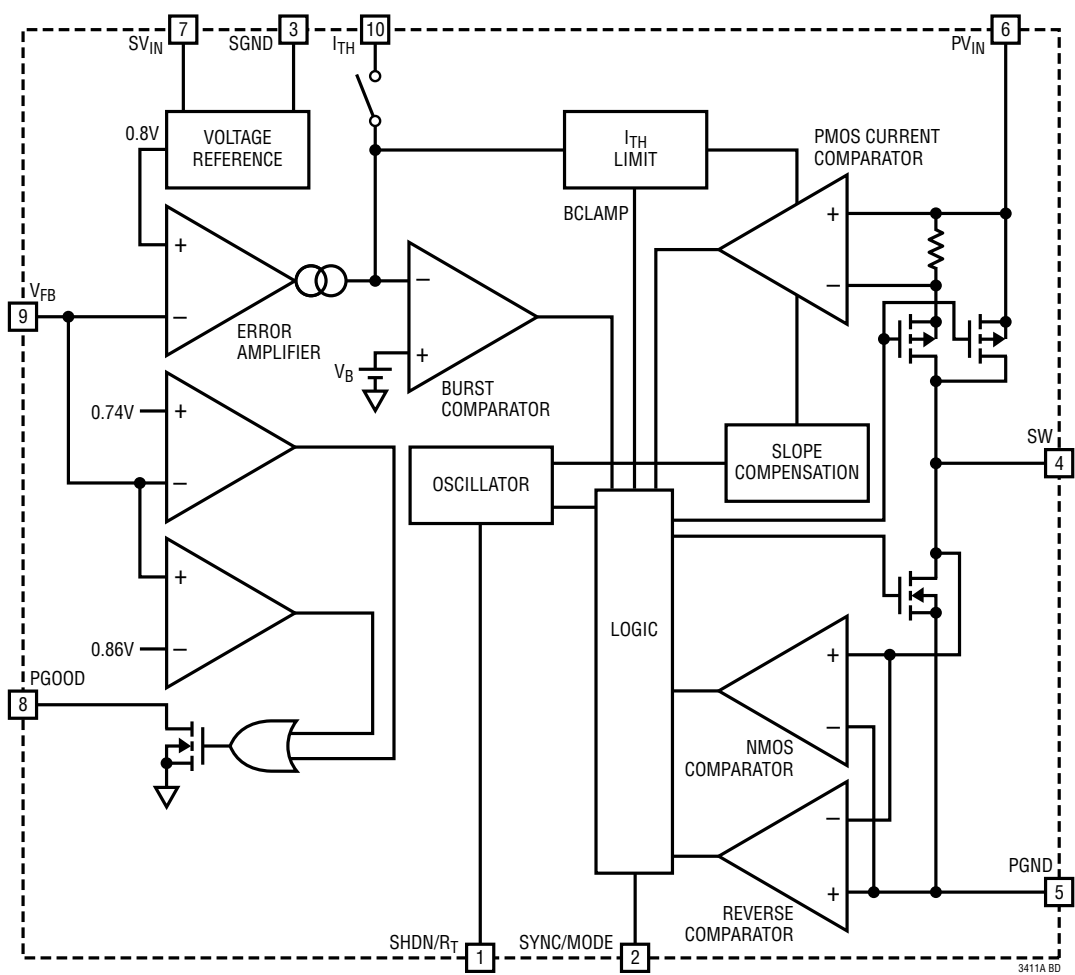 7
3
10
6
SVIN
SGND
ITH
PVIN
0.8V
VOLTAGE
REFERENCE
ITH
LIMIT
PMOS CURRENT
COMPARATOR
BCLAMP
+
+
VFB
9
−
ERROR
AMPLIFIER
−
+
VB
BURST
COMPARATOR
−
0.74V
+
−
OSCILLATOR
SLOPE
COMPENSATION
SW
4
+
0.86V
−
LOGIC
PGOOD
8
+
−
NMOS
COMPARATOR
−
+
REVERSE
COMPARATOR
PGND
5
SHDN/RT
1
SYNC/MODE
2
3411A BD